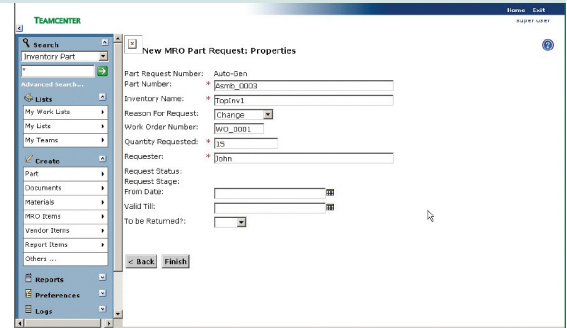 Home Exit
TEAMCENTER
super user
Search
Inventory Part
*
Advanced Search...
Lists
My Work Lists
My Lists
My Teams
Create
Part
Documents
Materials
MRO Items
Vendor Items
Report Items
Others ...
Reports
Preferences
Logs
New MRO Part Request: Properties
?
Part Request Number: Auto-Gen
Part Number: * Asmb_0003
Inventory Name: * TopInv1
Reason For Request: Change
Work Order Number: WO_0001
Quantity Requested: * 15
Requester: * John
Request Status:
Request Stage:
From Date:
Valid Till:
To be Returned?:
< Back Finish